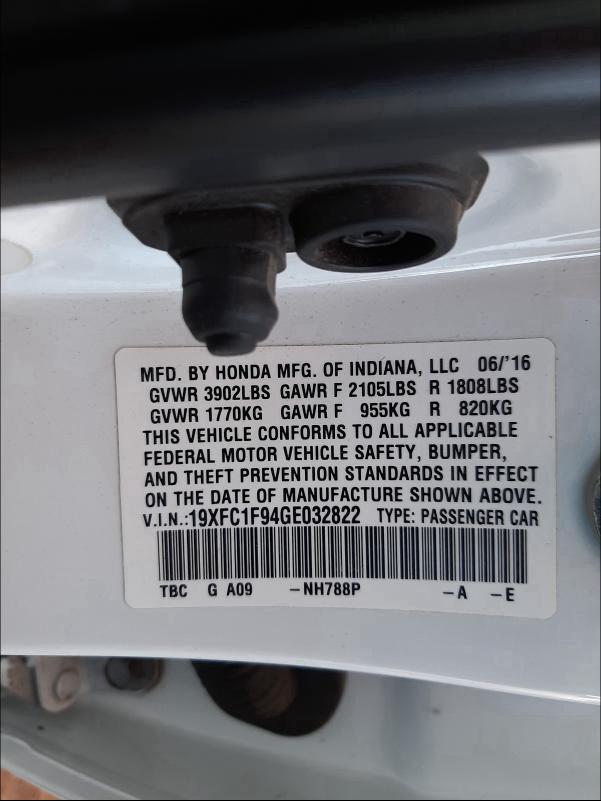 MFD. BY HONDA MFG. OF INDIANA, LLC 06/'16
GVWR 3902LBS GAWR F 2105LBS R 1808LBS
GVWR 1770KG GAWR F 955KG R 820KG
THIS VEHICLE CONFORMS TO ALL APPLICABLE
FEDERAL MOTOR VEHICLE SAFETY, BUMPER,
AND THEFT PREVENTION STANDARDS IN EFFECT
ON THE DATE OF MANUFACTURE SHOWN ABOVE.
V.I.N.:19XFC1F94GE032822 TYPE: PASSENGER CAR
TBC G A09 -NH788P -A -E